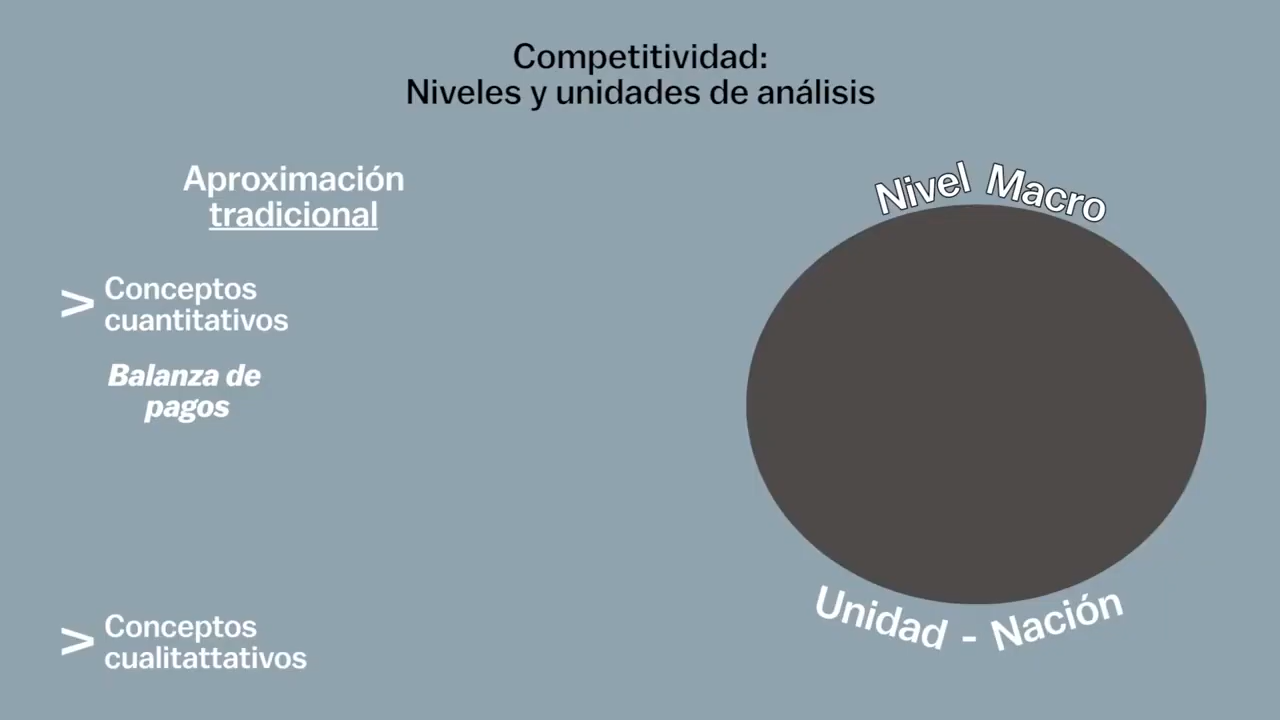 Competitividad:
Niveles y unidades de análisis
Aproximación
tradicional
> Conceptos
cuantitativos
Balanza de
pagos
> Conceptos
cualitattativos
Nivel Macro
Unidad - Nación